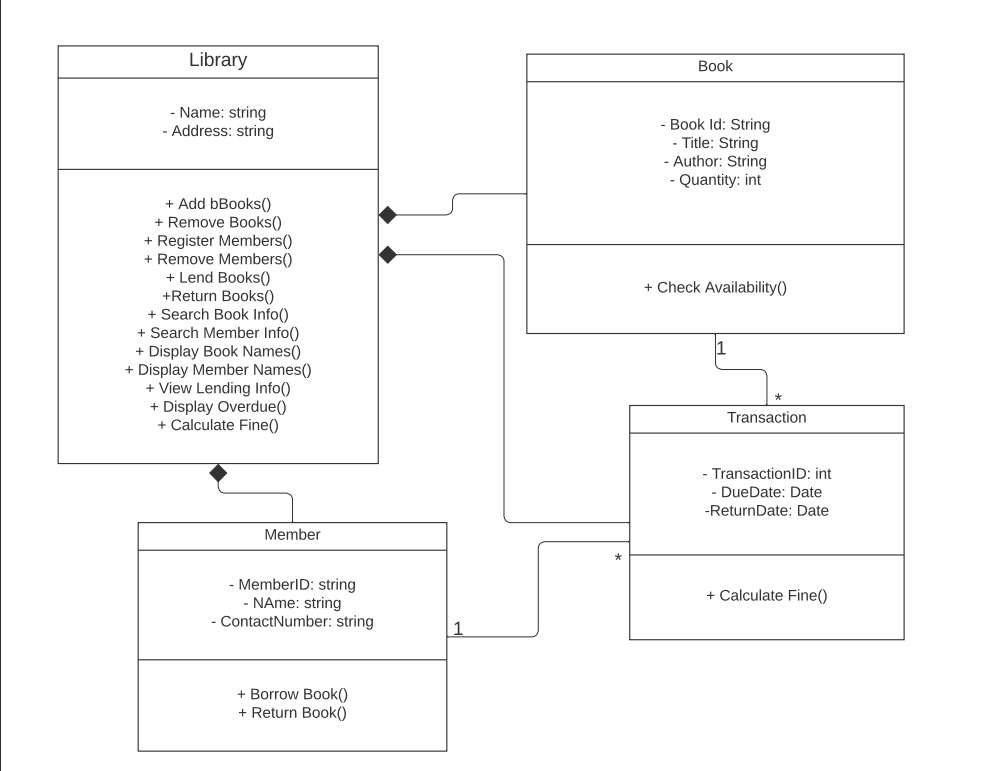 Library
- Name: string
- Address: string
+ Add bBooks()
+ Remove Books()
+ Register Members()
+ Remove Members()
+ Lend Books()
+Return Books()
+ Search Book Info()
+ Search Member Info()
+ Display Book Names()
+ Display Member Names()
+ View Lending Info()
+ Display Overdue()
+ Calculate Fine()
Book
- Book Id: String
- Title: String
- Author: String
- Quantity: int
+ Check Availability()
1
*
Transaction
- TransactionID: int
- DueDate: Date
-ReturnDate: Date
+ Calculate Fine()
*
1
Member
- MemberID: string
- NAme: string
- ContactNumber: string
+ Borrow Book()
+ Return Book()